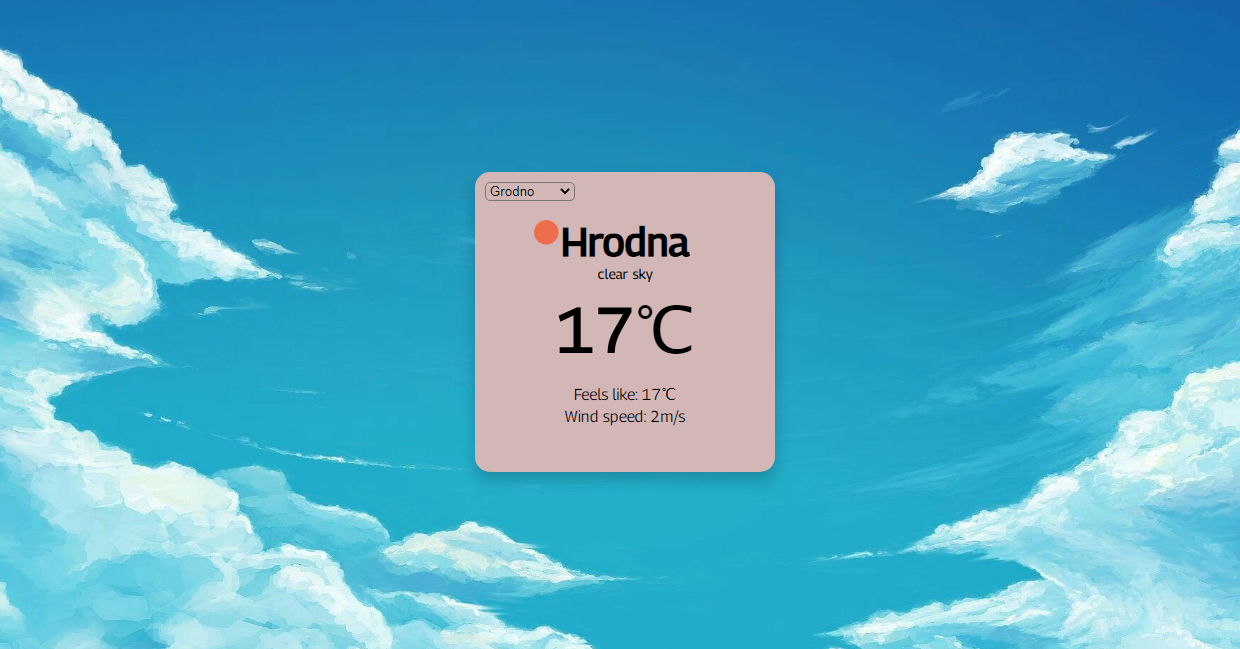 Grodno
Hrodna
clear sky
17℃
Feels like: 17℃
Wind speed: 2m/s